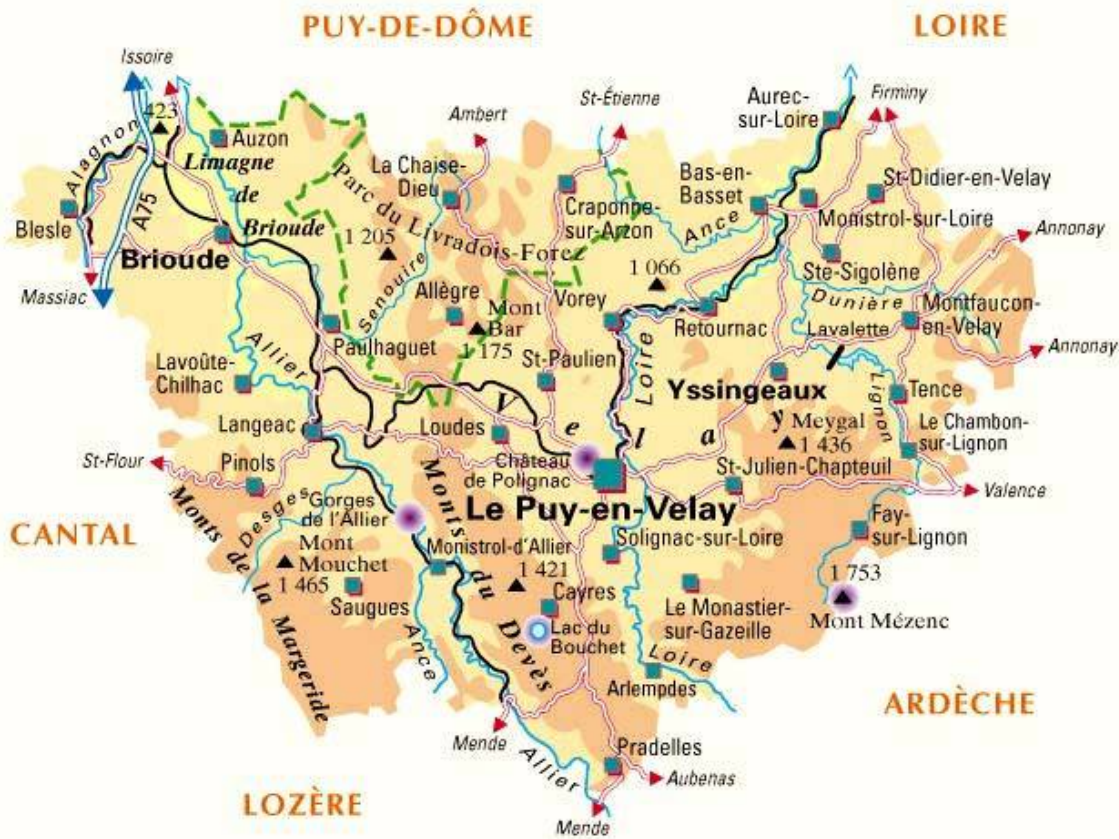 PUY-DE-DÔME
LOIRE
Issoire
423
Auzon
Alagnon
Limagne
de
Brioude
A75
Blesle
Brioude
Massiac
Ambert
St-Étienne
Aurec-
sur-Loire
Firminy
La Chaise-
Dieu
Parc du Livradois-Forez
Craponne-
sur-Arzon
Bas-en-
Basset
St-Didier-en-Velay
Monistrol-sur-Loire
Ance
Annonay
1 205
Senouire
Allègre
Mont
Bar
1 175
Vorey
1 066
Ste-Sigolène
Dunière
Retournac
Lavalette
Montfaucon-
en-Velay
Annonay
Paulhaguet
Allier
Lavoûte-
Chilhac
St-Paulien
Loire
Yssingeaux
Lignon
Tence
Langeac
Loudes
V e l a y
Meygal
1 436
Le Chambon-
sur-Lignon
St-Flour
Pinols
Château
de Polignac
St-Julien-Chapteuil
Valence
CANTAL
Desges
Gorges
de l'Allier
Le Puy-en-Velay
Monts du Devès
Monts de la Margeride
Mont
Mouchet
1 465
Monistrol-d'Allier
Solignac-sur-Loire
Fay-
sur-Lignon
1 421
Saugues
Cayres
Le Monastier-
sur-Gazeille
1 753
Mont Mézenc
Ance
Lac du
Bouchet
Loire
Arlempdes
ARDÈCHE
Mende
Allier
Pradelles
Aubenas
LOZÈRE
Mende